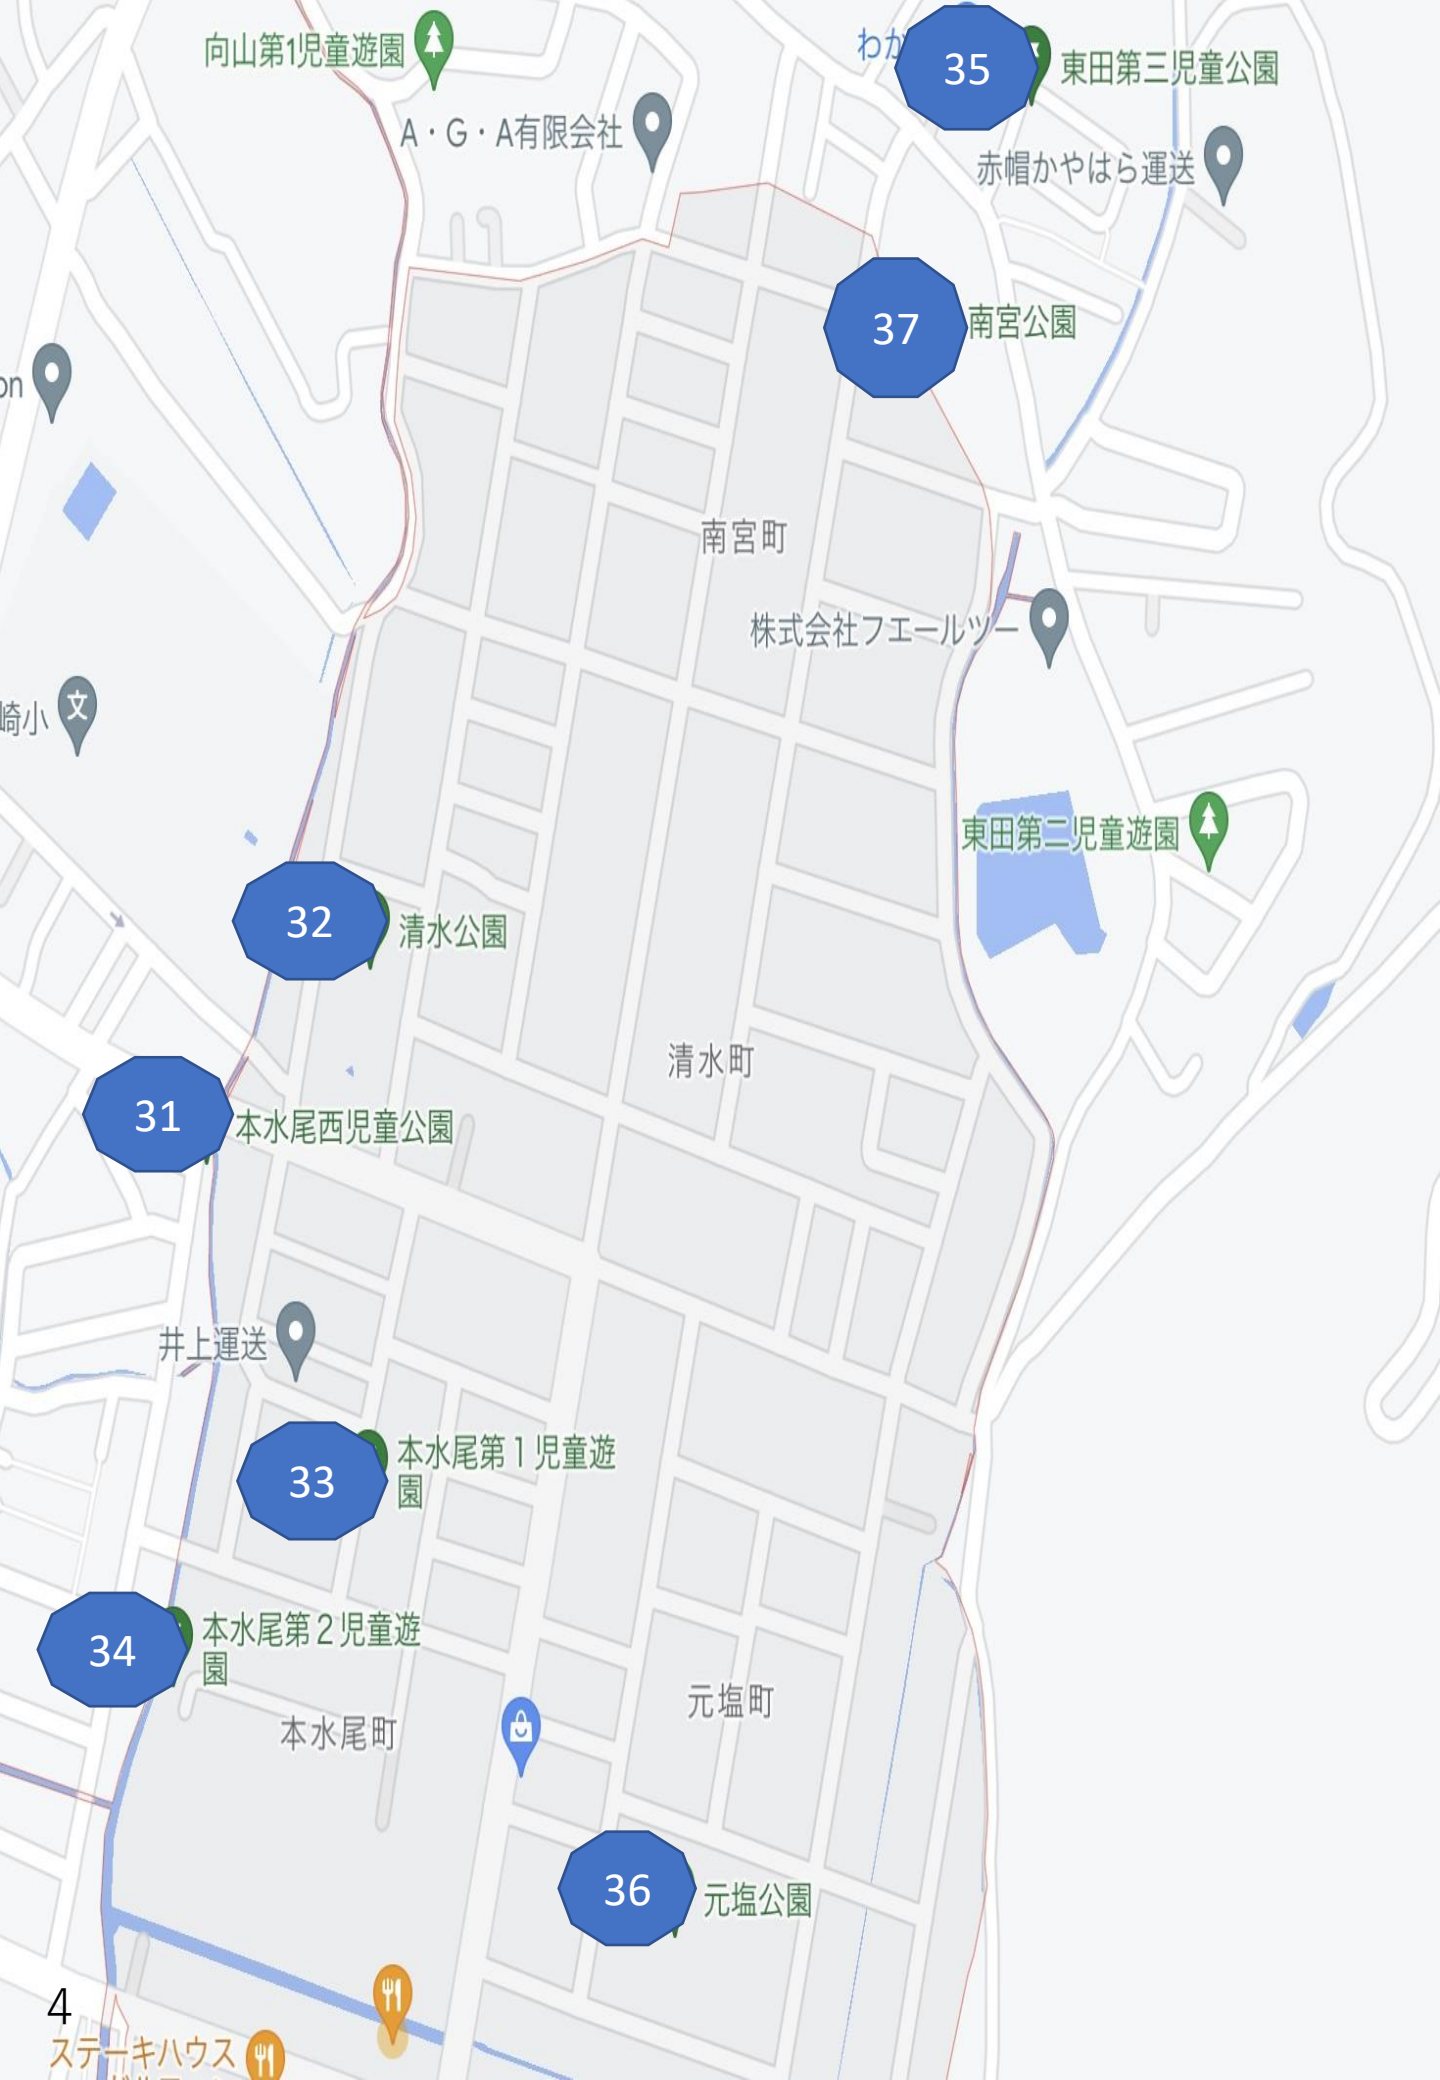 向山第1児童遊園
わか
35
東田第三児童公園
A・G・A有限会社
赤帽かやはら運送
37
南宮公園
on
南宮町
株式会社フエールツー
崎小
文
東田第二児童遊園
32
清水公園
清水町
31
本水尾西児童公園
井上運送
33
本水尾第1児童遊
園
34
本水尾第2児童遊
園
元塩町
本水尾町
36
元塩公園
4
ステーキハウス